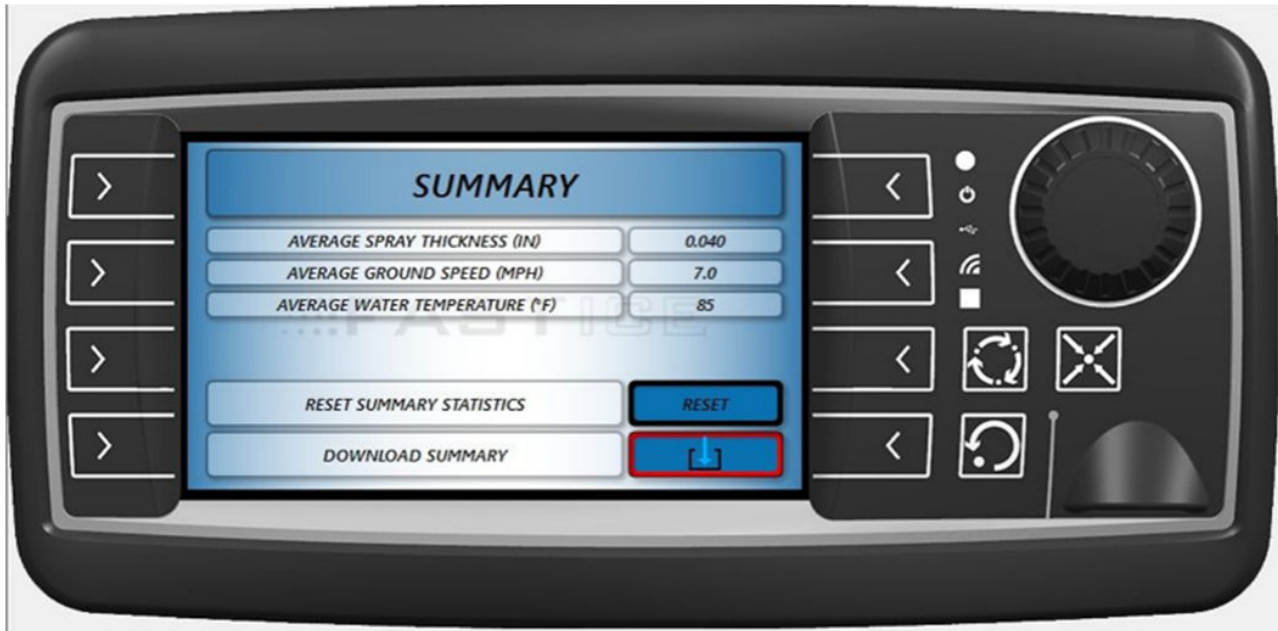 SUMMARY
AVERAGE SPRAY THICKNESS (IN) 0.040
AVERAGE GROUND SPEED (MPH) 7.0
AVERAGE WATER TEMPERATURE (°F) 85
....FASTICE
RESET SUMMARY STATISTICS RESET
DOWNLOAD SUMMARY